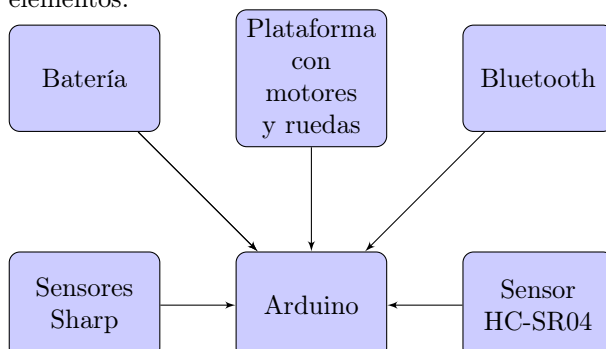 elementos.
Batería
Plataforma
con
motores
y ruedas
Bluetooth
Sensores
Sharp
Arduino
Sensor
HC-SR04